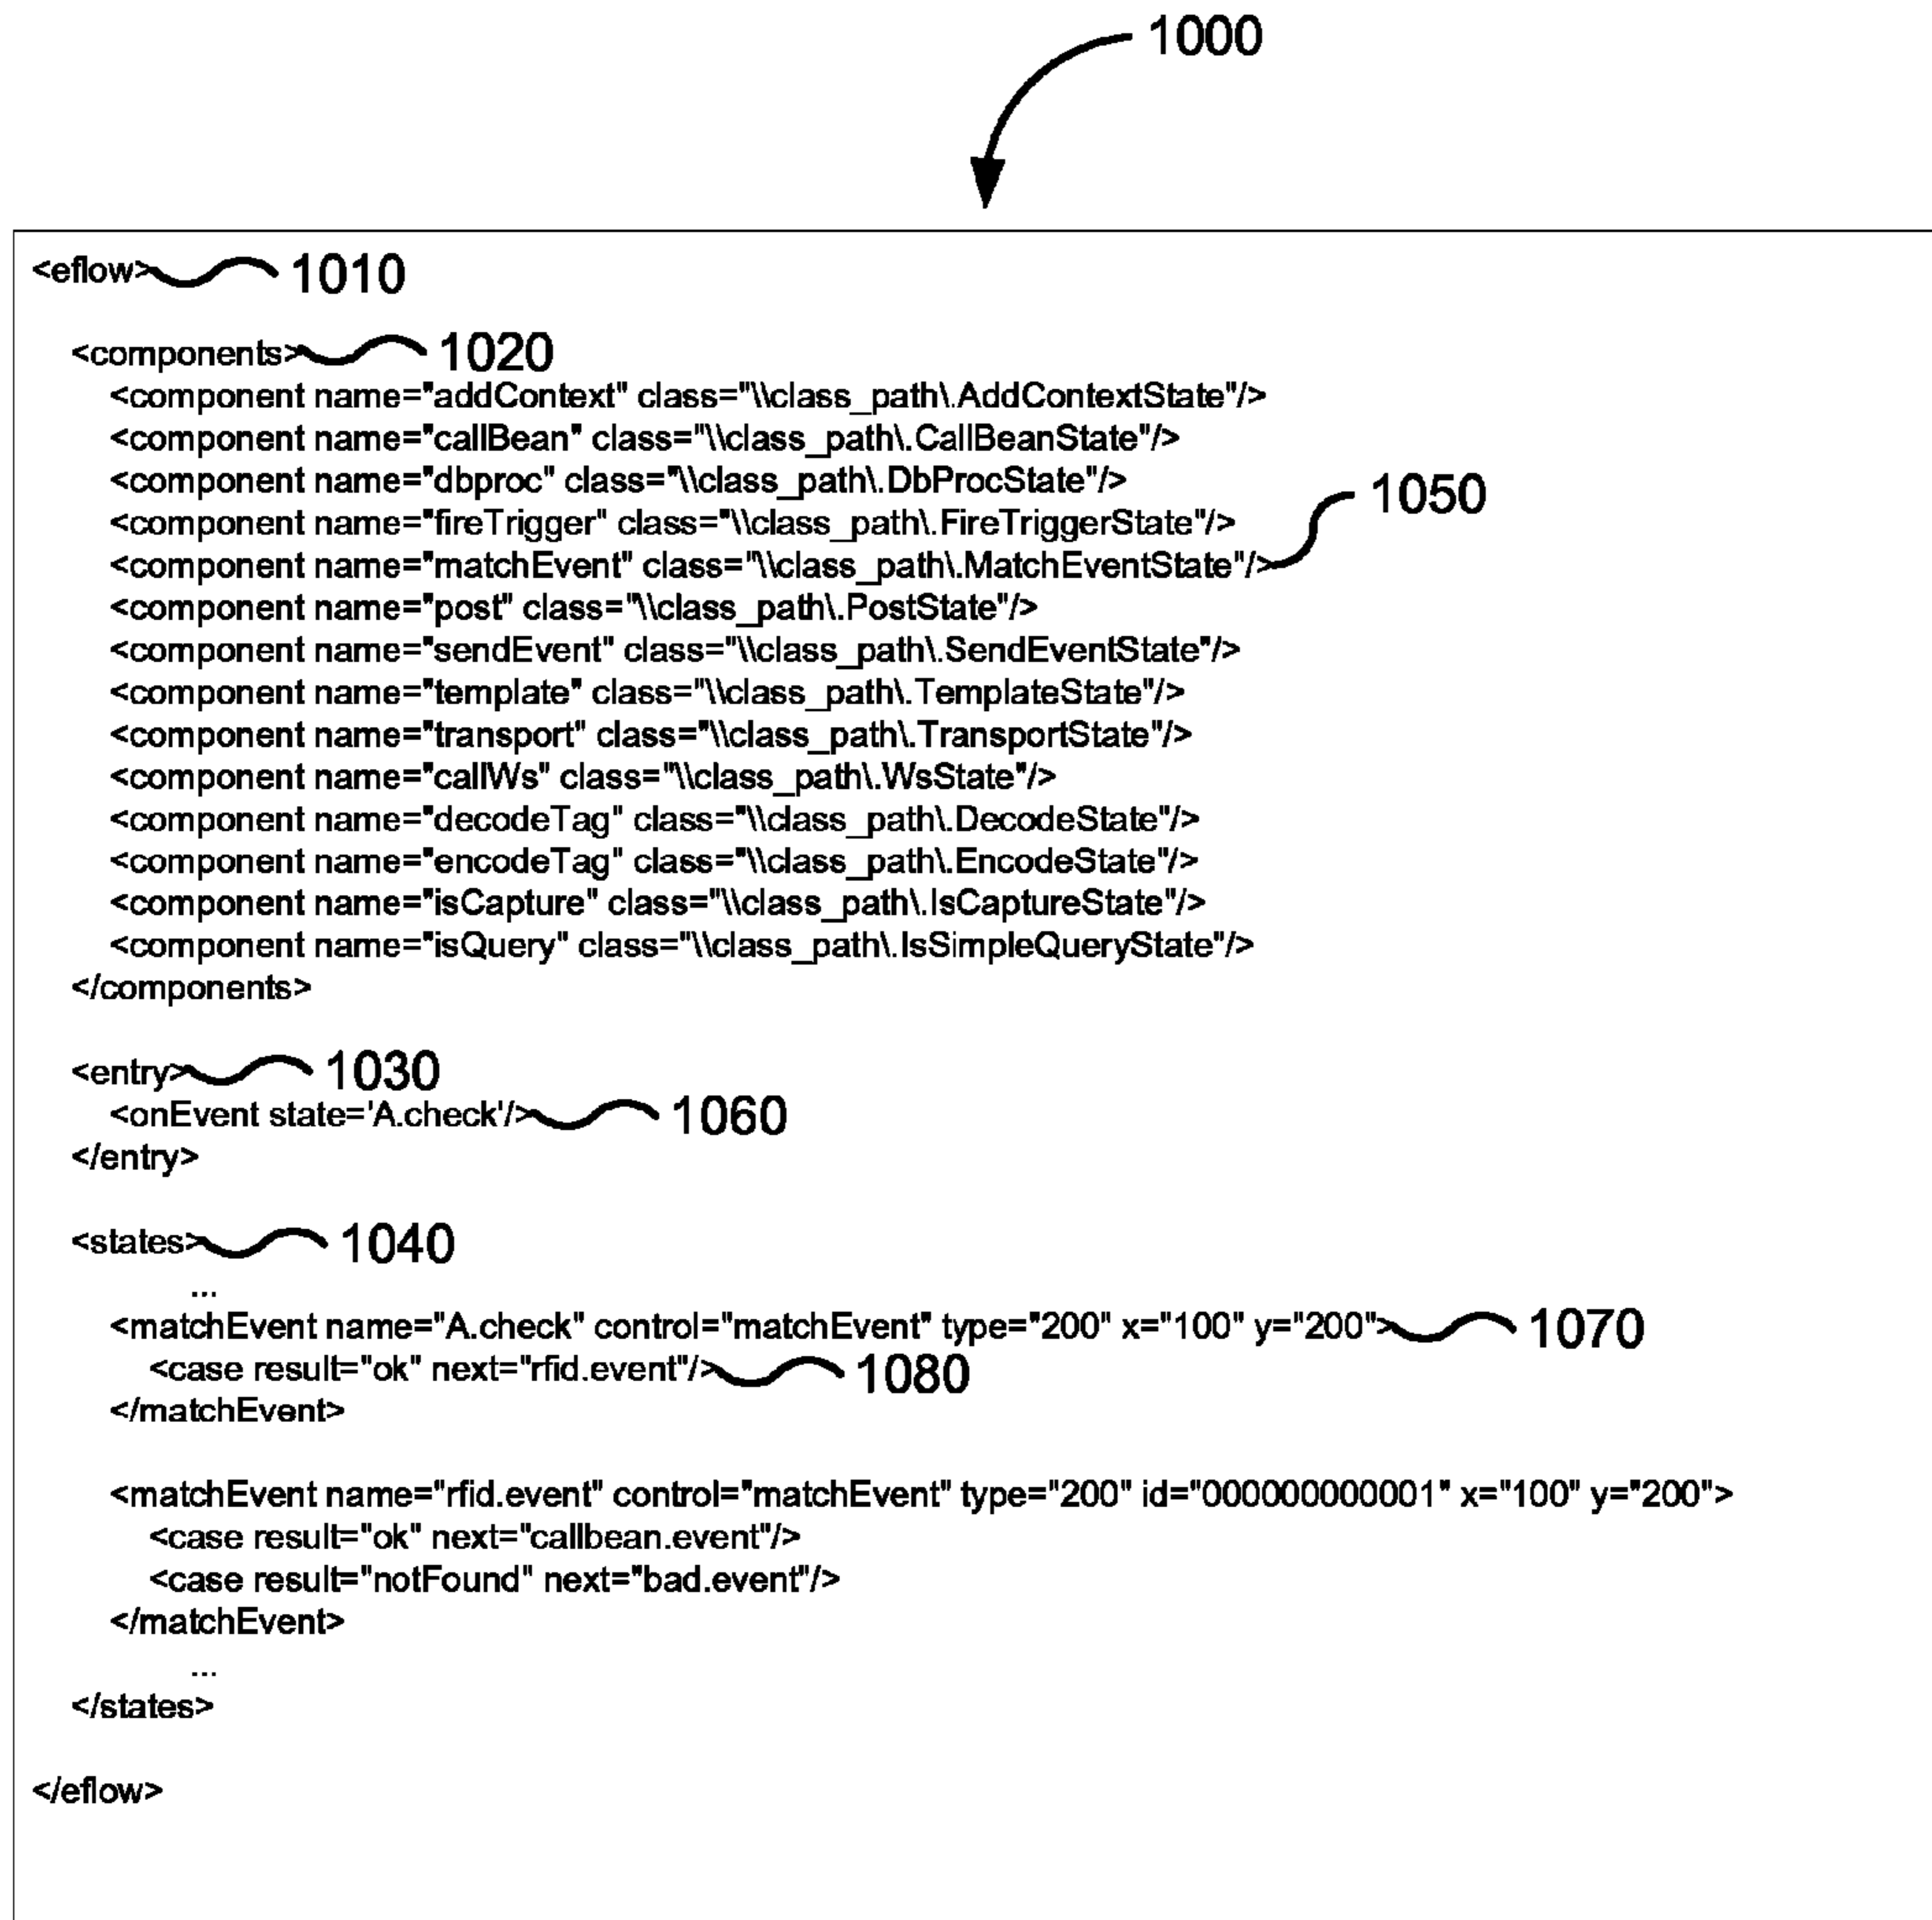 1000
<eflow> 1010
<components> 1020
<component name="addContext" class="\\class_path\.AddContextState"/>
<component name="callBean" class="\\class_path\.CallBeanState"/>
<component name="dbproc" class="\\class_path\.DbProcState"/>
<component name="fireTrigger" class="\\class_path\.FireTriggerState"/>
<component name="matchEvent" class="\\class_path\.MatchEventState"/> 1050
<component name="post" class="\\class_path\.PostState"/>
<component name="sendEvent" class="\\class_path\.SendEventState"/>
<component name="template" class="\\class_path\.TemplateState"/>
<component name="transport" class="\\class_path\.TransportState"/>
<component name="callWs" class="\\class_path\.WsState"/>
<component name="decodeTag" class="\\class_path\.DecodeState"/>
<component name="encodeTag" class="\\class_path\.EncodeState"/>
<component name="isCapture" class="\\class_path\.IsCaptureState"/>
<component name="isQuery" class="\\class_path\.IsSimpleQueryState"/>
</components>
<entry> 1030
<onEvent state='A.check'/> 1060
</entry>
<states> 1040
...
<matchEvent name="A.check" control="matchEvent" type="200" x="100" y="200"> 1070
<case result="ok" next="rfid.event"/> 1080
</matchEvent>
<matchEvent name="rfid.event" control="matchEvent" type="200" id="000000000001" x="100" y="200">
<case result="ok" next="callbean.event"/>
<case result="notFound" next="bad.event"/>
</matchEvent>
...
</states>
</eflow>